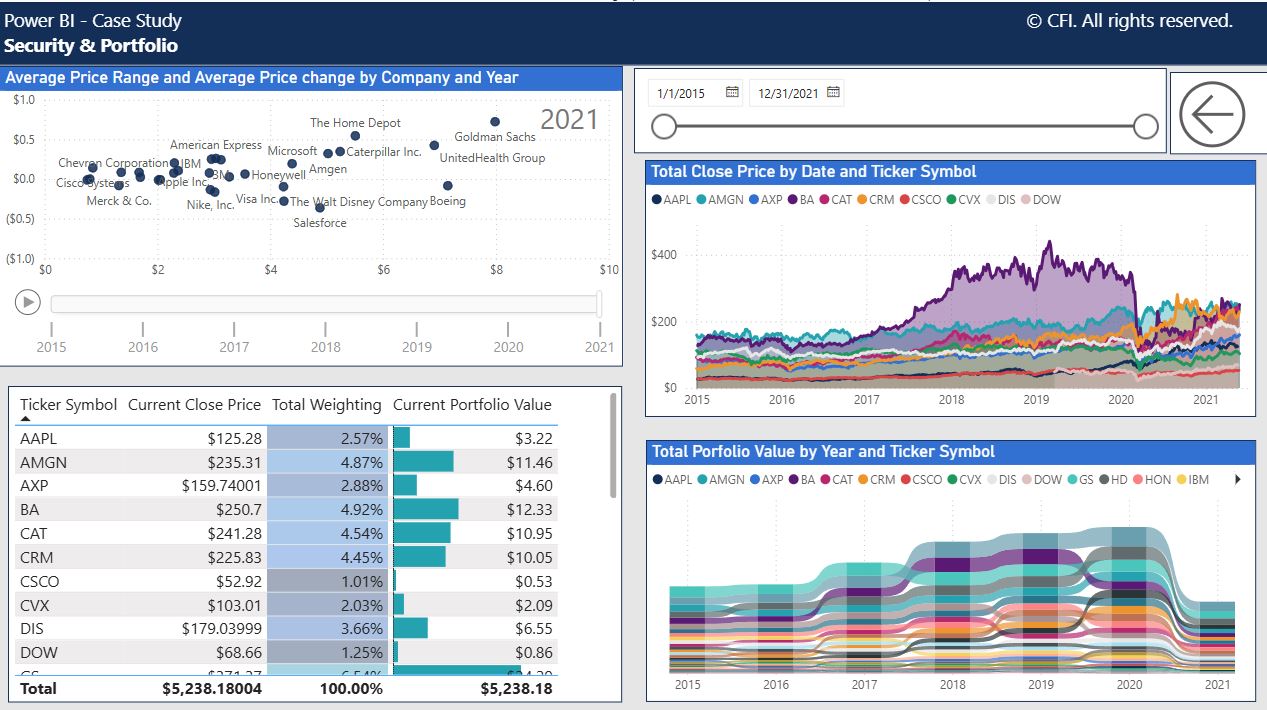 Power BI - Case Study
© CFI. All rights reserved.
Security & Portfolio
Average Price Range and Average Price change by Company and Year
$1.0
2021
The Home Depot
$0.5
Goldman Sachs
American Express
Microsoft
Caterpillar Inc.
UnitedHealth Group
Chevron Corporation
IBM
Amgen
$0.0
3M
Honeywell
Cisco Systems
Apple Inc.
Merck & Co.
Nike, Inc.
Visa Inc.
The Walt Disney Company
Boeing
($0.5)
Salesforce
($1.0)
$0 $2 $4 $6 $8 $10
2015 2016 2017 2018 2019 2020 2021
1/1/2015 12/31/2021
Total Close Price by Date and Ticker Symbol
AAPL AMGN AXP BA CAT CRM CSCO CVX DIS DOW
$400
$200
$0
2015 2016 2017 2018 2019 2020 2021
Ticker Symbol Current Close Price Total Weighting Current Portfolio Value
AAPL $125.28 2.57% $3.22
AMGN $235.31 4.87% $11.46
AXP $159.74001 2.88% $4.60
BA $250.7 4.92% $12.33
CAT $241.28 4.54% $10.95
CRM $225.83 4.45% $10.05
CSCO $52.92 1.01% $0.53
CVX $103.01 2.03% $2.09
DIS $179.03999 3.66% $6.55
DOW $68.66 1.25% $0.86
Total $5,238.18004 100.00% $5,238.18
Total Porfolio Value by Year and Ticker Symbol
AAPL AMGN AXP BA CAT CRM CSCO CVX DIS DOW GS HD HON IBM
2015 2016 2017 2018 2019 2020 2021